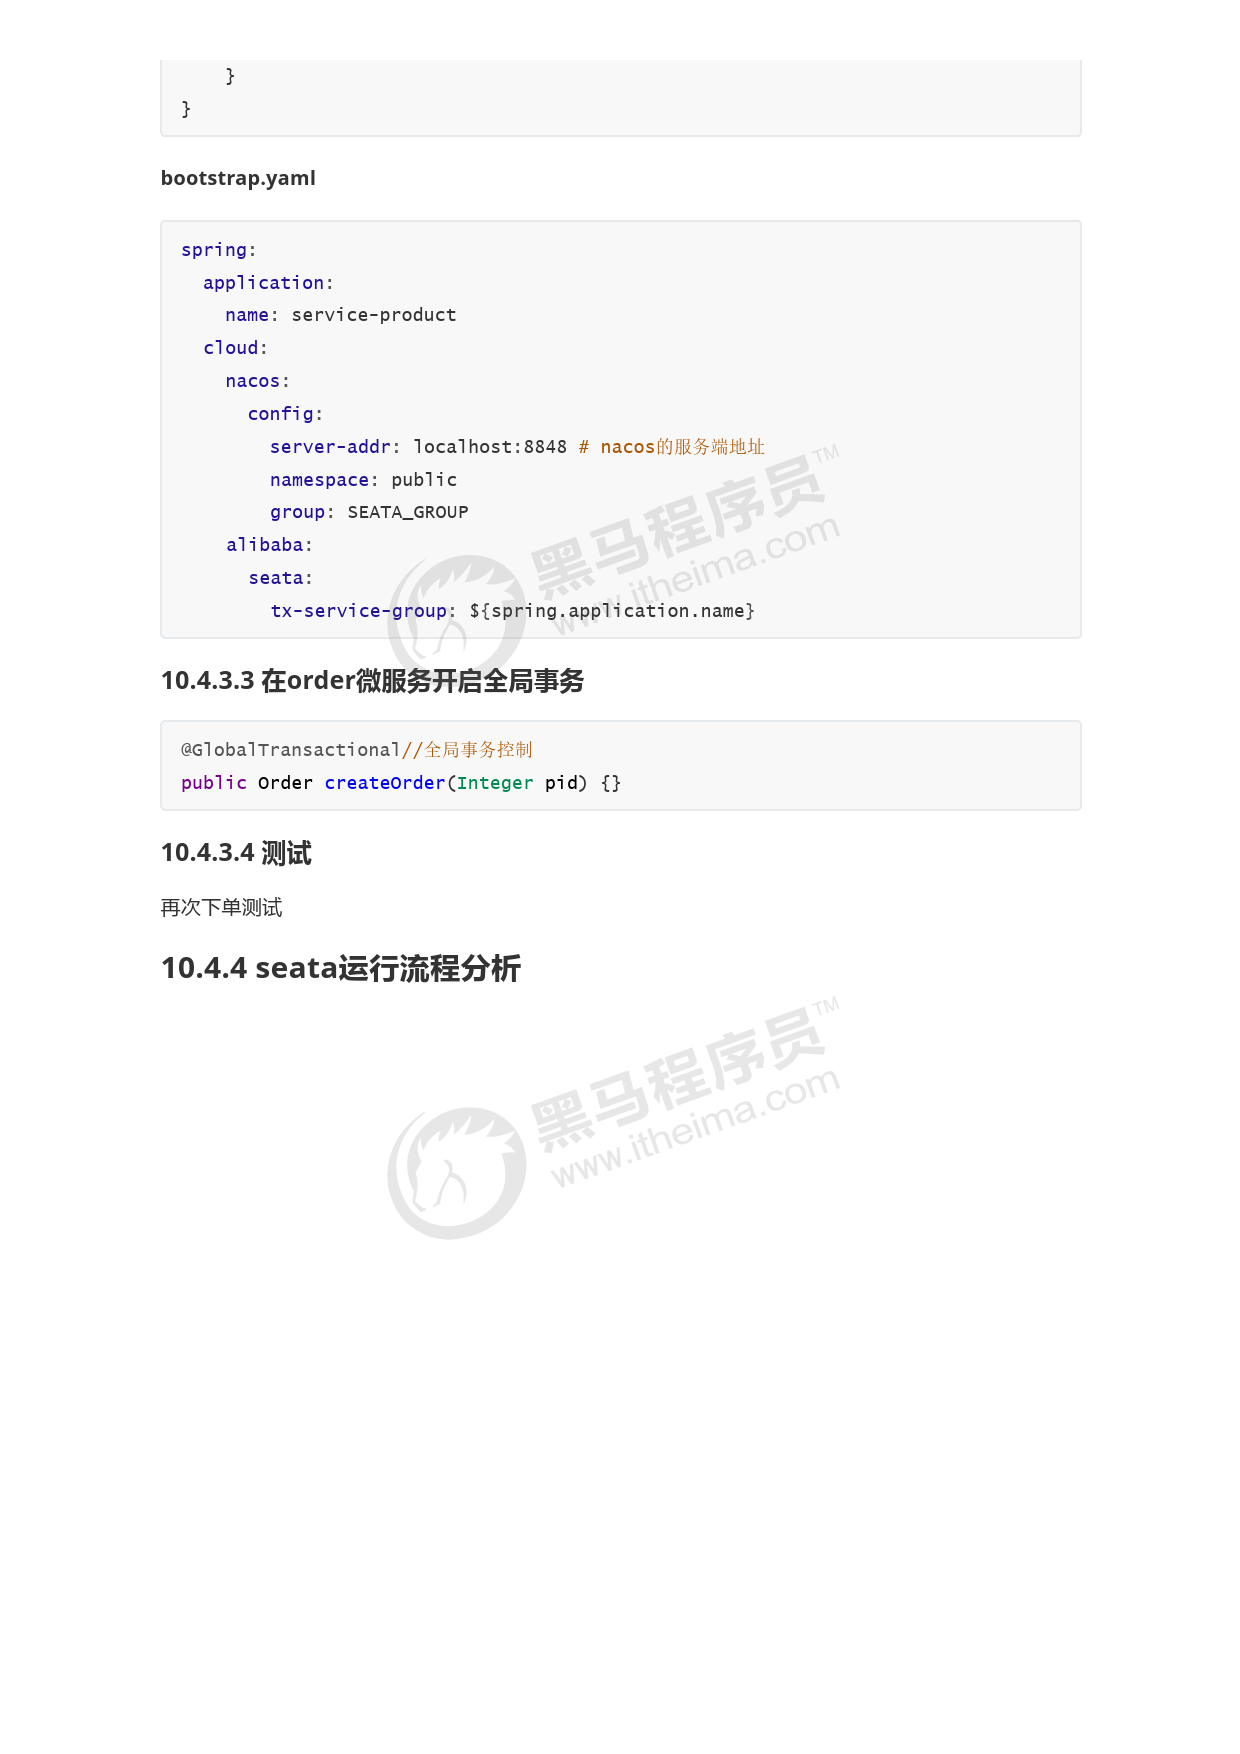 }
}
bootstrap.yaml
spring:
  application:
    name: service-product
  cloud:
    nacos:
      config:
        server-addr: localhost:8848 # nacos的服务端地址
        namespace: public
        group: SEATA_GROUP
    alibaba:
      seata:
        tx-service-group: ${spring.application.name}
黑马程序员™
www.itheima.com
10.4.3.3 在order微服务开启全局事务
@GlobalTransactional//全局事务控制
public Order createOrder(Integer pid) {}
10.4.3.4 测试
再次下单测试
10.4.4 seata运行流程分析
黑马程序员™
www.itheima.com